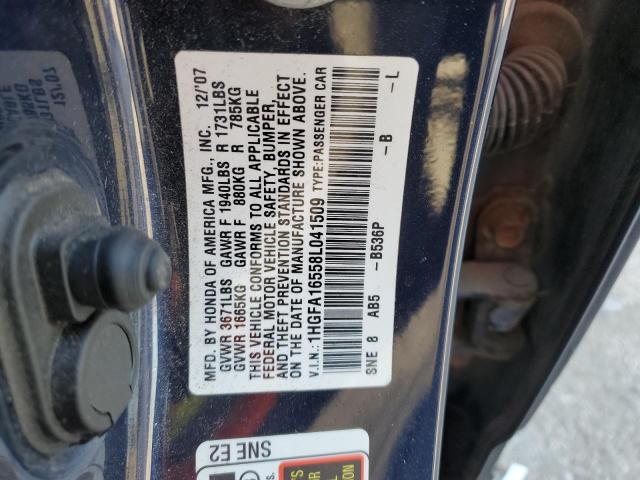 MFD. BY HONDA OF AMERICA MFG., INC. 12/'07
GVWR 3671LBS GAWR F 1940LBS R 1731LBS
GVWR 1665KG GAWR F 880KG R 785KG
THIS VEHICLE CONFORMS TO ALL APPLICABLE
FEDERAL MOTOR VEHICLE SAFETY, BUMPER,
AND THEFT PREVENTION STANDARDS IN EFFECT
ON THE DATE OF MANUFACTURE SHOWN ABOVE.
V.I.N.: 1HGFA16558L041509 TYPE: PASSENGER CAR
SNE 8 AB5 - B536P - B - L
SNE E2